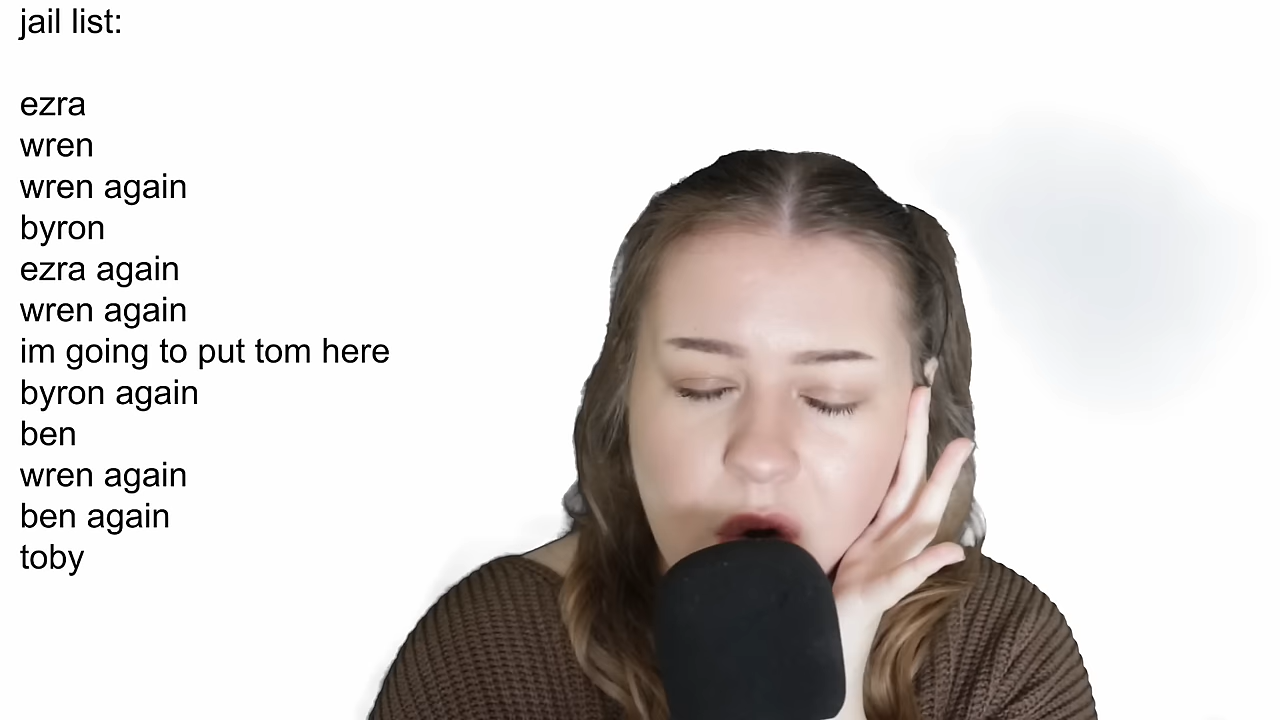 jail list:
ezra
wren
wren again
byron
ezra again
wren again
im going to put tom here
byron again
ben
wren again
ben again
toby